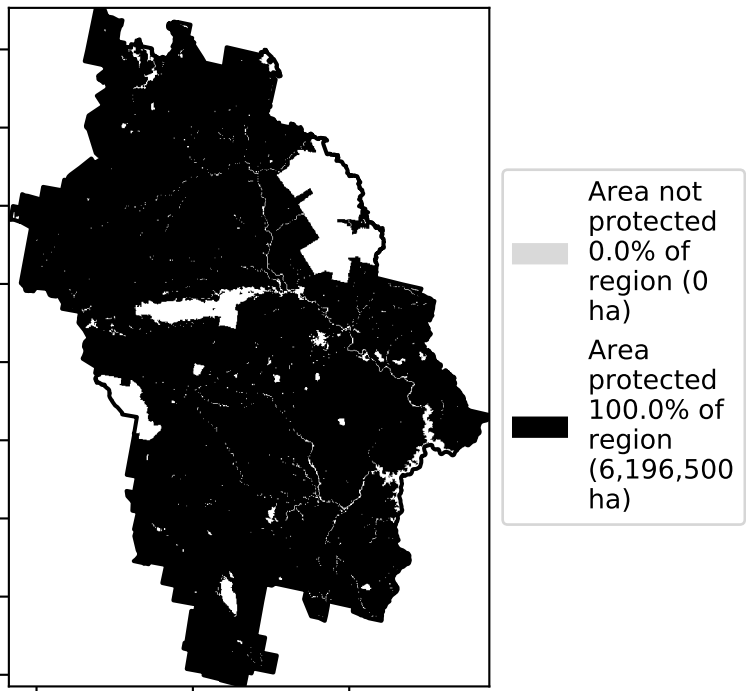 Area not
protected
0.0% of
region (0
ha)
Area
protected
100.0% of
region
(6,196,500
ha)